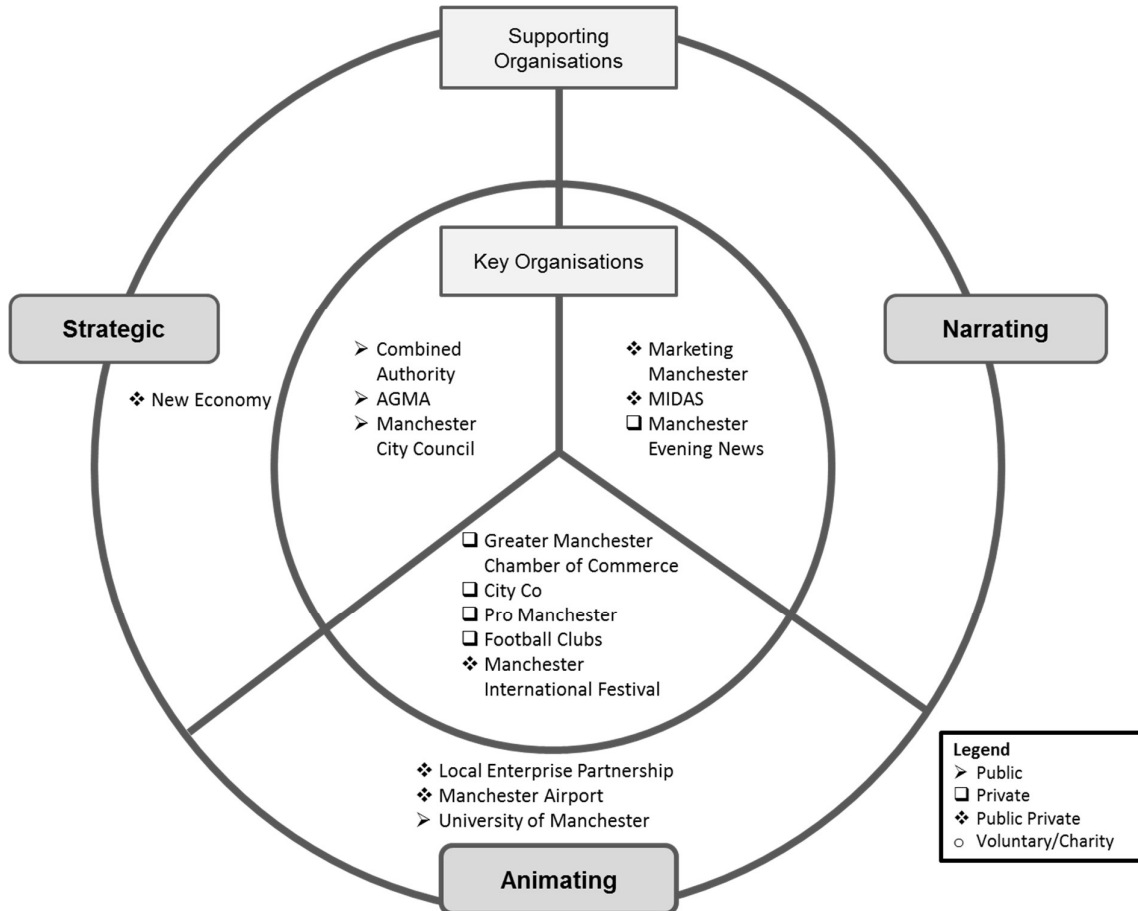 Supporting
Organisations
Key Organisations
Strategic
Narrating
➢ Combined
Authority
➢ AGMA
➢ Manchester
City Council
❖ Marketing
Manchester
❖ MIDAS
❑ Manchester
Evening News
❖ New Economy
❑ Greater Manchester
Chamber of Commerce
❑ City Co
❑ Pro Manchester
❑ Football Clubs
❖ Manchester
International Festival
❖ Local Enterprise Partnership
❖ Manchester Airport
➢ University of Manchester
Animating
Legend
➢ Public
❑ Private
❖ Public Private
○ Voluntary/Charity